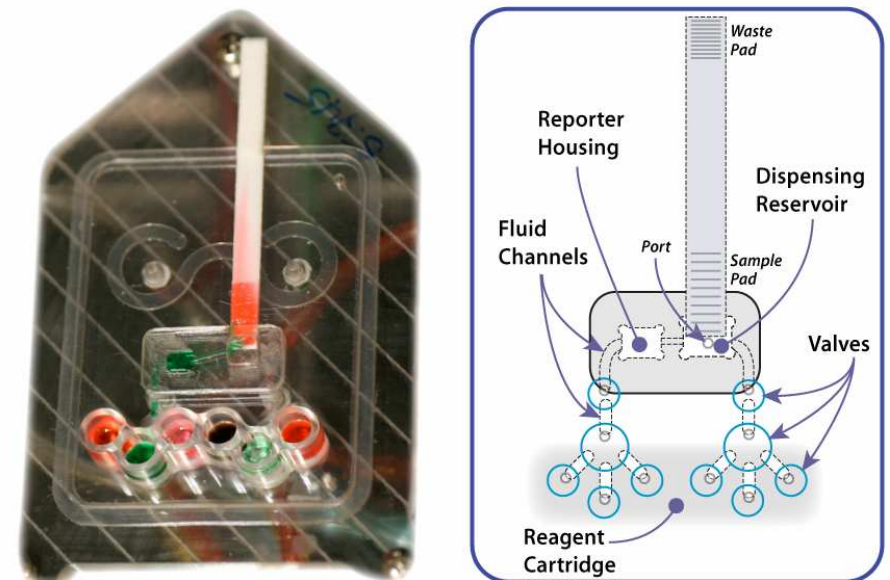 Waste
Pad
Reporter
Housing
Dispensing
Reservoir
Fluid
Channels
Port
Sample
Pad
Valves
Reagent
Cartridge